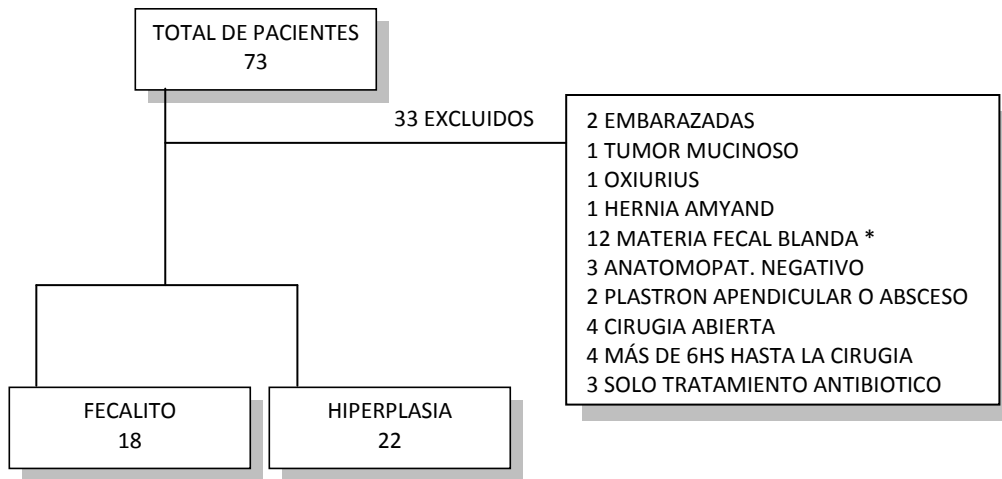 TOTAL DE PACIENTES
73
33 EXCLUIDOS
2 EMBARAZADAS
1 TUMOR MUCINOSO
1 OXIURIUS
1 HERNIA AMYAND
12 MATERIA FECAL BLANDA *
3 ANATOMOPAT. NEGATIVO
2 PLASTRON APENDICULAR O ABSCESO
4 CIRUGIA ABIERTA
4 MÁS DE 6HS HASTA LA CIRUGIA
3 SOLO TRATAMIENTO ANTIBIOTICO
FECALITO
18
HIPERPLASIA
22